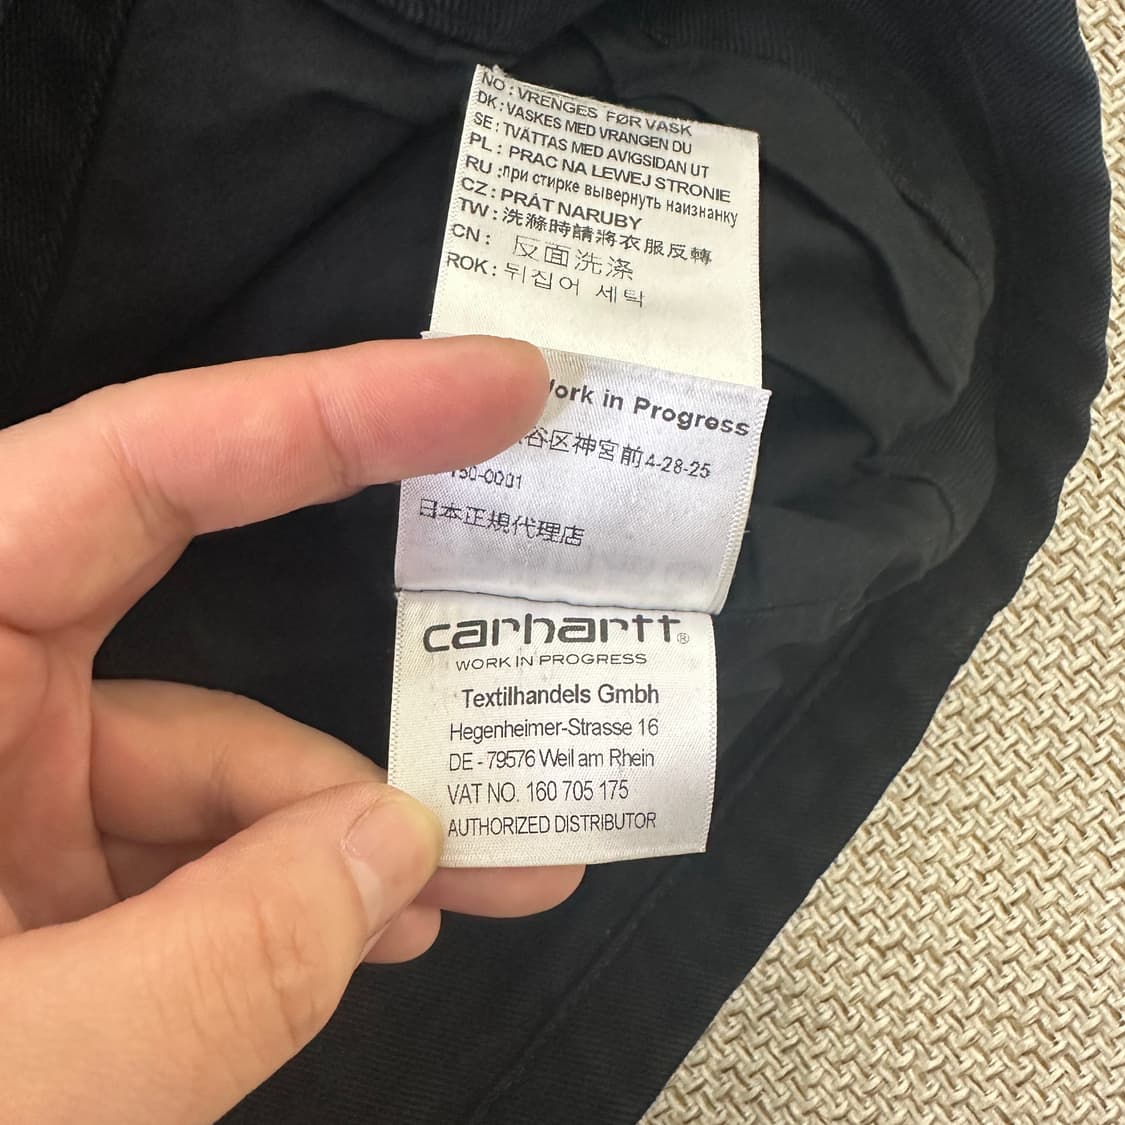 NO : VRENGES FØR VASK
DK : VASKES MED VRANGEN DU
SE : TVÄTTAS MED AVIGSIDAN UT
PL : PRAC NA LEWEJ STRONIE
RU :при стирке вывернуть наизнанку
CZ : PRÁT NARUBY
TW : 洗滌時請將衣服反轉
CN : 反面洗涤
ROK : 뒤집어 세탁
in Progress
谷区神宮前4-28-25
150-0001
日本正規代理店
carhartt®
WORK IN PROGRESS
Textilhandels Gmbh
Hegenheimer-Strasse 16
DE - 79576 Weil am Rhein
VAT NO. 160 705 175
AUTHORIZED DISTRIBUTOR